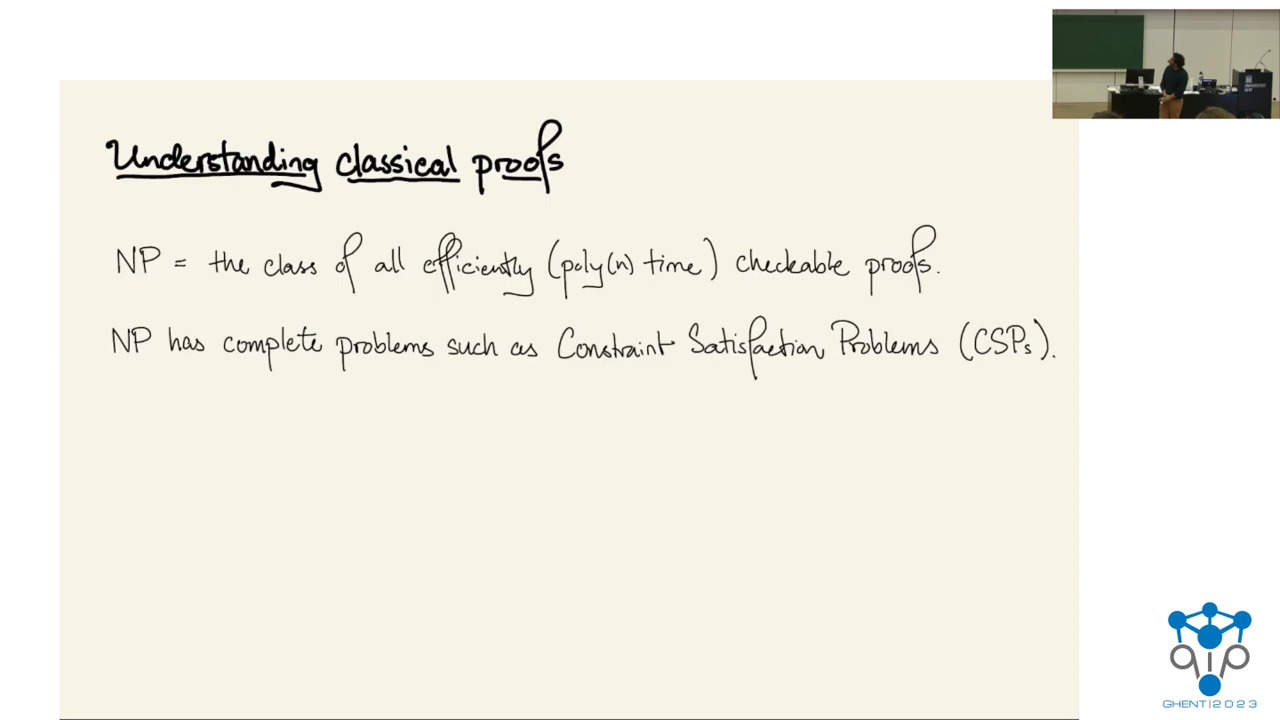 Understanding classical proofs
NP = the class of all efficiently (poly(n) time) checkable proofs.
NP has complete problems such as Constraint Satisfaction Problems (CSPs).
qip
GHENT|2023